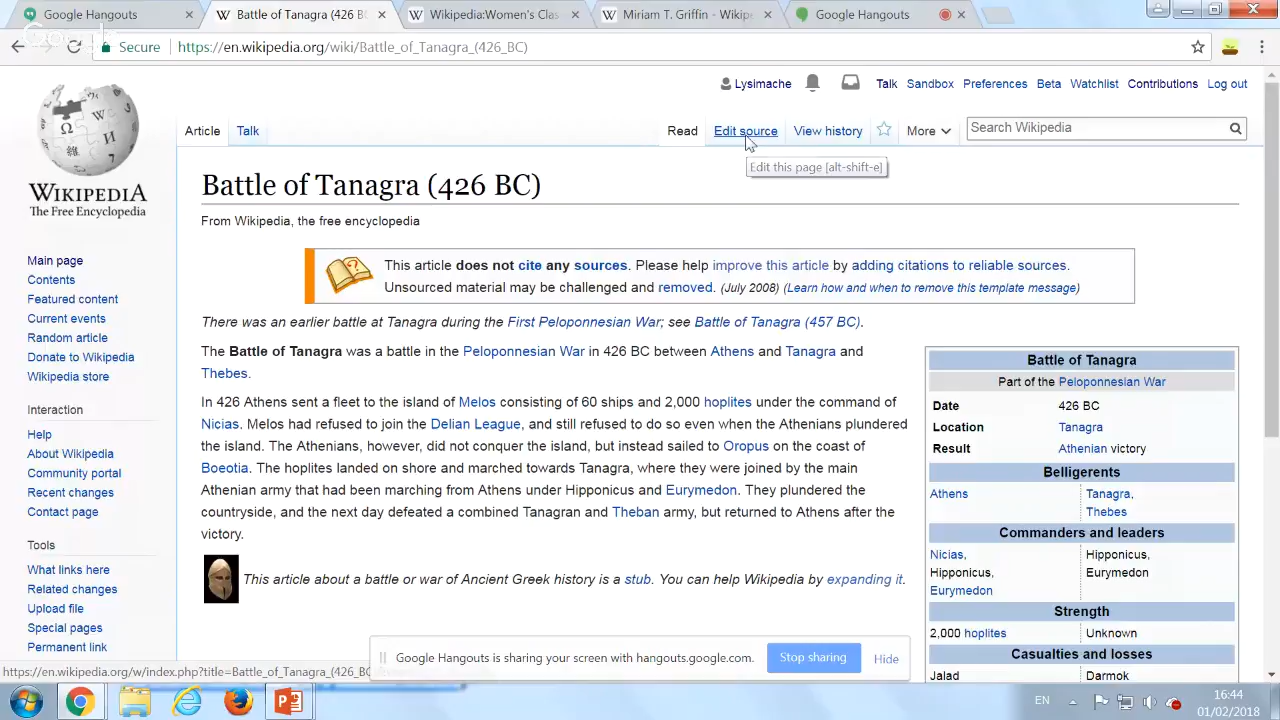 Google Hangouts
Battle of Tanagra (426 B
Wikipedia:Women's
Miriam T. Griffin - Wikip
Google Hangouts
Secure
https://en.wikipedia.org/wiki/Battle_of_Tanagra_(426_BC)
Lysimache
Talk
Sandbox
Preferences
Beta
Watchlist
Contributions
Log out
Article
Talk
Read
Edit source
View history
More
Search Wikipedia
Edit this page [alt-shift-e]
WIKIPEDIA
The Free Encyclopedia
Battle of Tanagra (426 BC)
From Wikipedia, the free encyclopedia
This article does not cite any sources. Please help improve this article by adding citations to reliable sources.
Unsourced material may be challenged and removed. (July 2008) (Learn how and when to remove this template message)
There was an earlier battle at Tanagra during the First Peloponnesian War; see Battle of Tanagra (457 BC).
The Battle of Tanagra was a battle in the Peloponnesian War in 426 BC between Athens and Tanagra and
Thebes.
In 426 Athens sent a fleet to the island of Melos consisting of 60 ships and 2,000 hoplites under the command of
Nicias. Melos had refused to join the Delian League, and still refused to do so even when the Athenians plundered
the island. The Athenians, however, did not conquer the island, but instead sailed to Oropus on the coast of
Boeotia. The hoplites landed on shore and marched towards Tanagra, where they were joined by the main
Athenian army that had been marching from Athens under Hipponicus and Eurymedon. They plundered the
countryside, and the next day defeated a combined Tanagran and Theban army, but returned to Athens after the
victory.
This article about a battle or war of Ancient Greek history is a stub. You can help Wikipedia by expanding it.
Battle of Tanagra
Part of the Peloponnesian War
Date 426 BC
Location Tanagra
Result Athenian victory
Belligerents
Athens
Tanagra,
Thebes
Commanders and leaders
Nicias,
Hipponicus,
Eurymedon
Hipponicus,
Eurymedon
Strength
2,000 hoplites
Unknown
Casualties and losses
Jalad
Darmok
Main page
Contents
Featured content
Current events
Random article
Donate to Wikipedia
Wikipedia store
Interaction
Help
About Wikipedia
Community portal
Recent changes
Contact page
Tools
What links here
Related changes
Upload file
Special pages
Permanent link
Google Hangouts is sharing your screen with hangouts.google.com.
Stop sharing
Hide
https://en.wikipedia.org/w/index.php?title=Battle_of_Tanagra_(426_BC
EN
16:44
01/02/2018